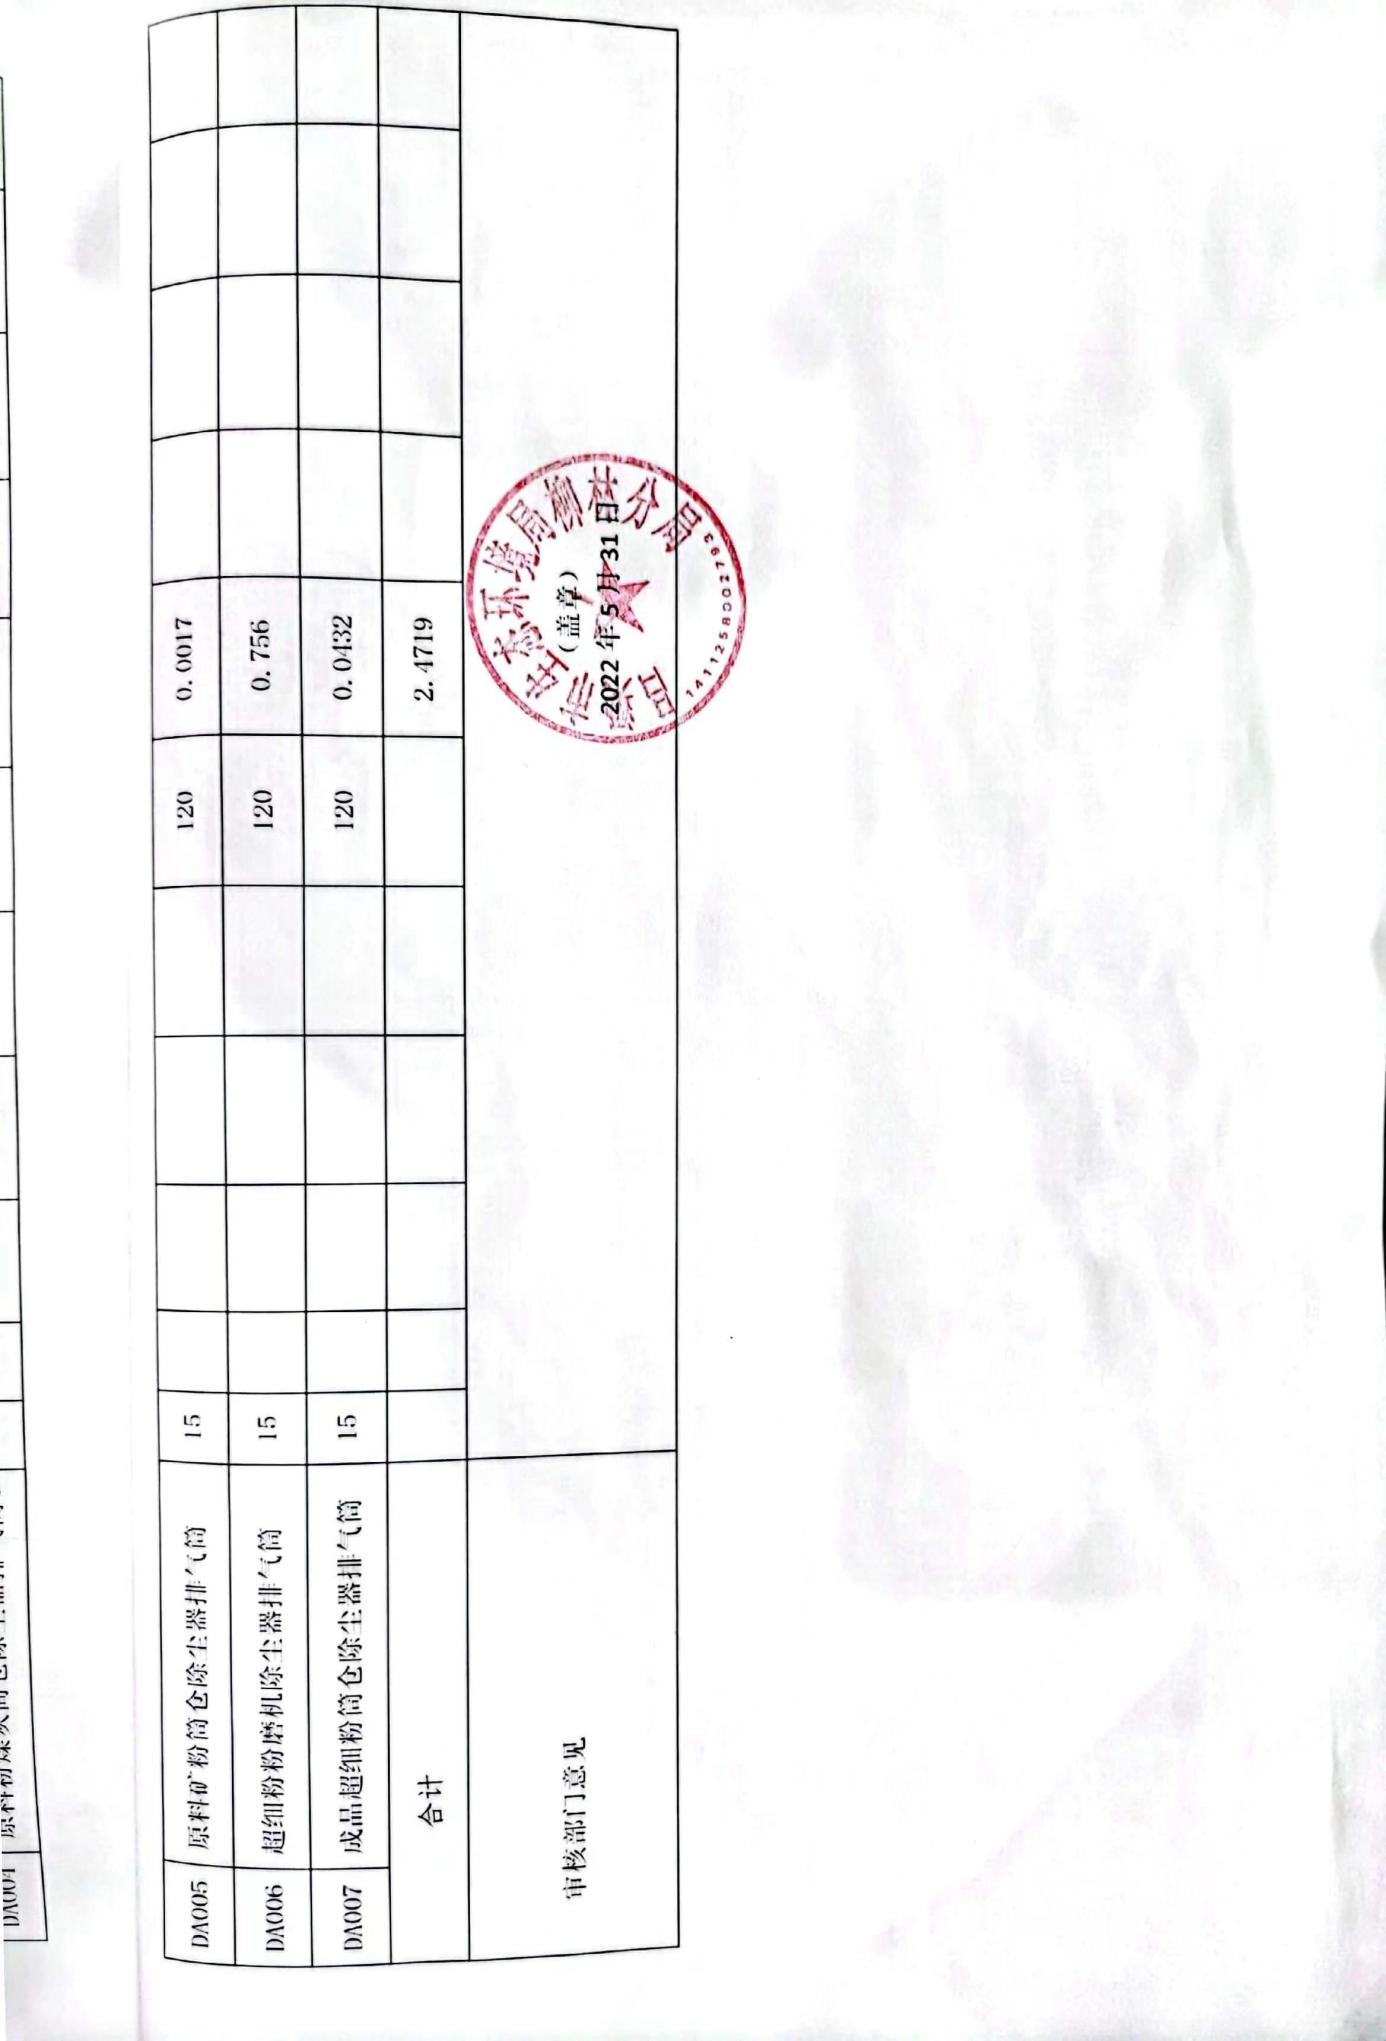 DA004 原料粉煤灰筒仓除尘器排气筒
DA005 原料矿粉筒仓除尘器排气筒 15 120 0.0017
DA006 超细粉粉磨机除尘器排气筒 15 120 0.756
DA007 成品超细粉筒仓除尘器排气筒 15 120 0.0432
合计 2.4719
审核部门意见
吕梁市生态环境局柳林分局
（盖章）
2022 年 5 月 31 日
1411258002793